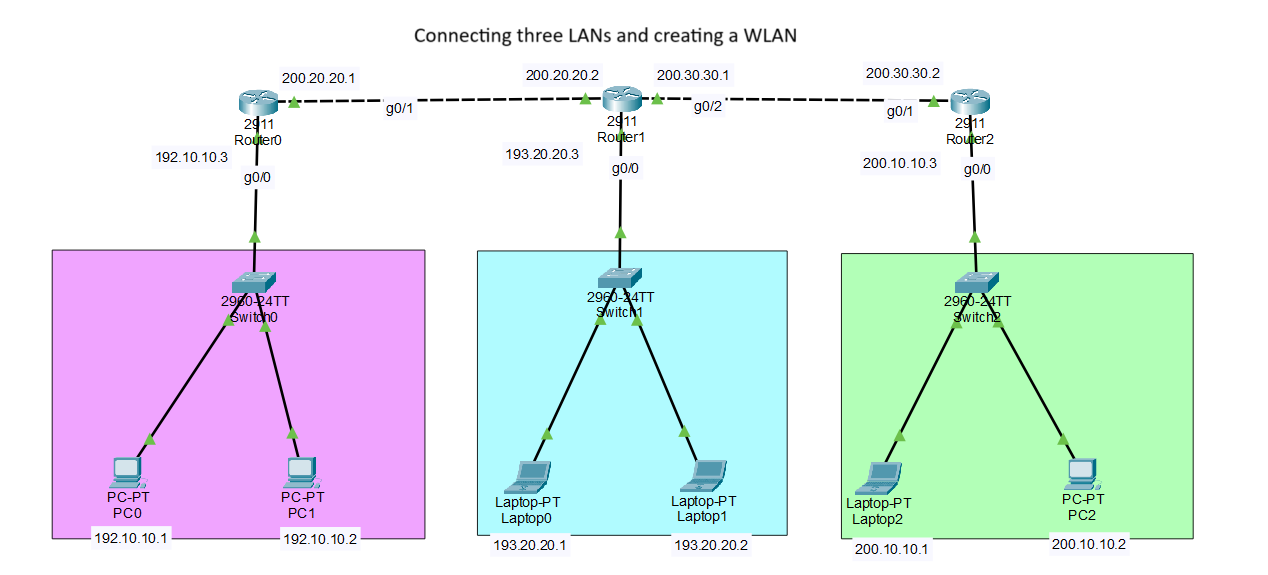 Connecting three LANs and creating a WLAN
200.20.20.1
200.20.20.2
200.30.30.1
200.30.30.2
g0/1
g0/2
g0/1
2911
Router0
2911
Router1
2911
Router2
192.10.10.3
193.20.20.3
200.10.10.3
g0/0
g0/0
g0/0
2960-24TT
Switch0
2960-24TT
Switch1
2960-24TT
Switch2
PC-PT
PC0
PC-PT
PC1
Laptop-PT
Laptop0
Laptop-PT
Laptop1
Laptop-PT
Laptop2
PC-PT
PC2
192.10.10.1
192.10.10.2
193.20.20.1
193.20.20.2
200.10.10.1
200.10.10.2